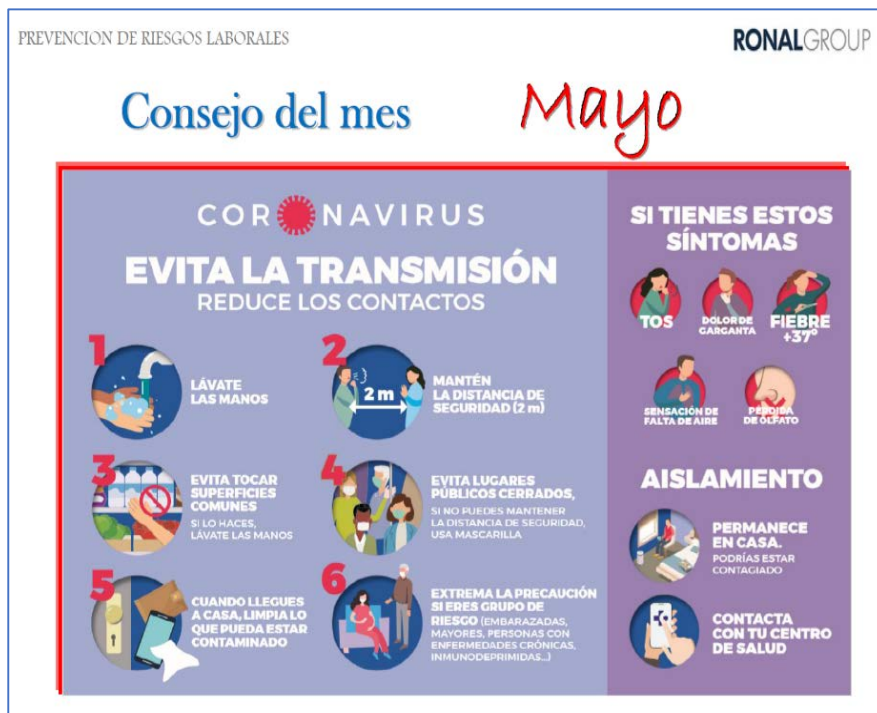 PREVENCION DE RIESGOS LABORALES
RONALGROUP
Consejo del mes
Mayo
CORONAVIRUS
EVITA LA TRANSMISIÓN
REDUCE LOS CONTACTOS
1
LÁVATE
LAS MANOS
2
2 m
MANTÉN
LA DISTANCIA DE
SEGURIDAD (2 m)
3
EVITA TOCAR
SUPERFICIES
COMUNES
SI LO HACES,
LÁVATE LAS MANOS
4
EVITA LUGARES
PÚBLICOS CERRADOS,
SI NO PUEDES MANTENER
LA DISTANCIA DE SEGURIDAD,
USA MASCARILLA
5
CUANDO LLEGUES
A CASA, LIMPIA LO
QUE PUEDA ESTAR
CONTAMINADO
6
EXTREMA LA PRECAUCIÓN
SI ERES GRUPO DE
RIESGO (EMBARAZADAS,
MAYORES, PERSONAS CON
ENFERMEDADES CRÓNICAS,
INMUNODEPRIMIDAS...)
SI TIENES ESTOS
SÍNTOMAS
TOS
DOLOR DE
GARGANTA
FIEBRE
+37º
SENSACIÓN DE
FALTA DE AIRE
PÉRDIDA
DE OLFATO
AISLAMIENTO
PERMANECE
EN CASA.
PODRÍAS ESTAR
CONTAGIADO
CONTACTA
CON TU CENTRO
DE SALUD